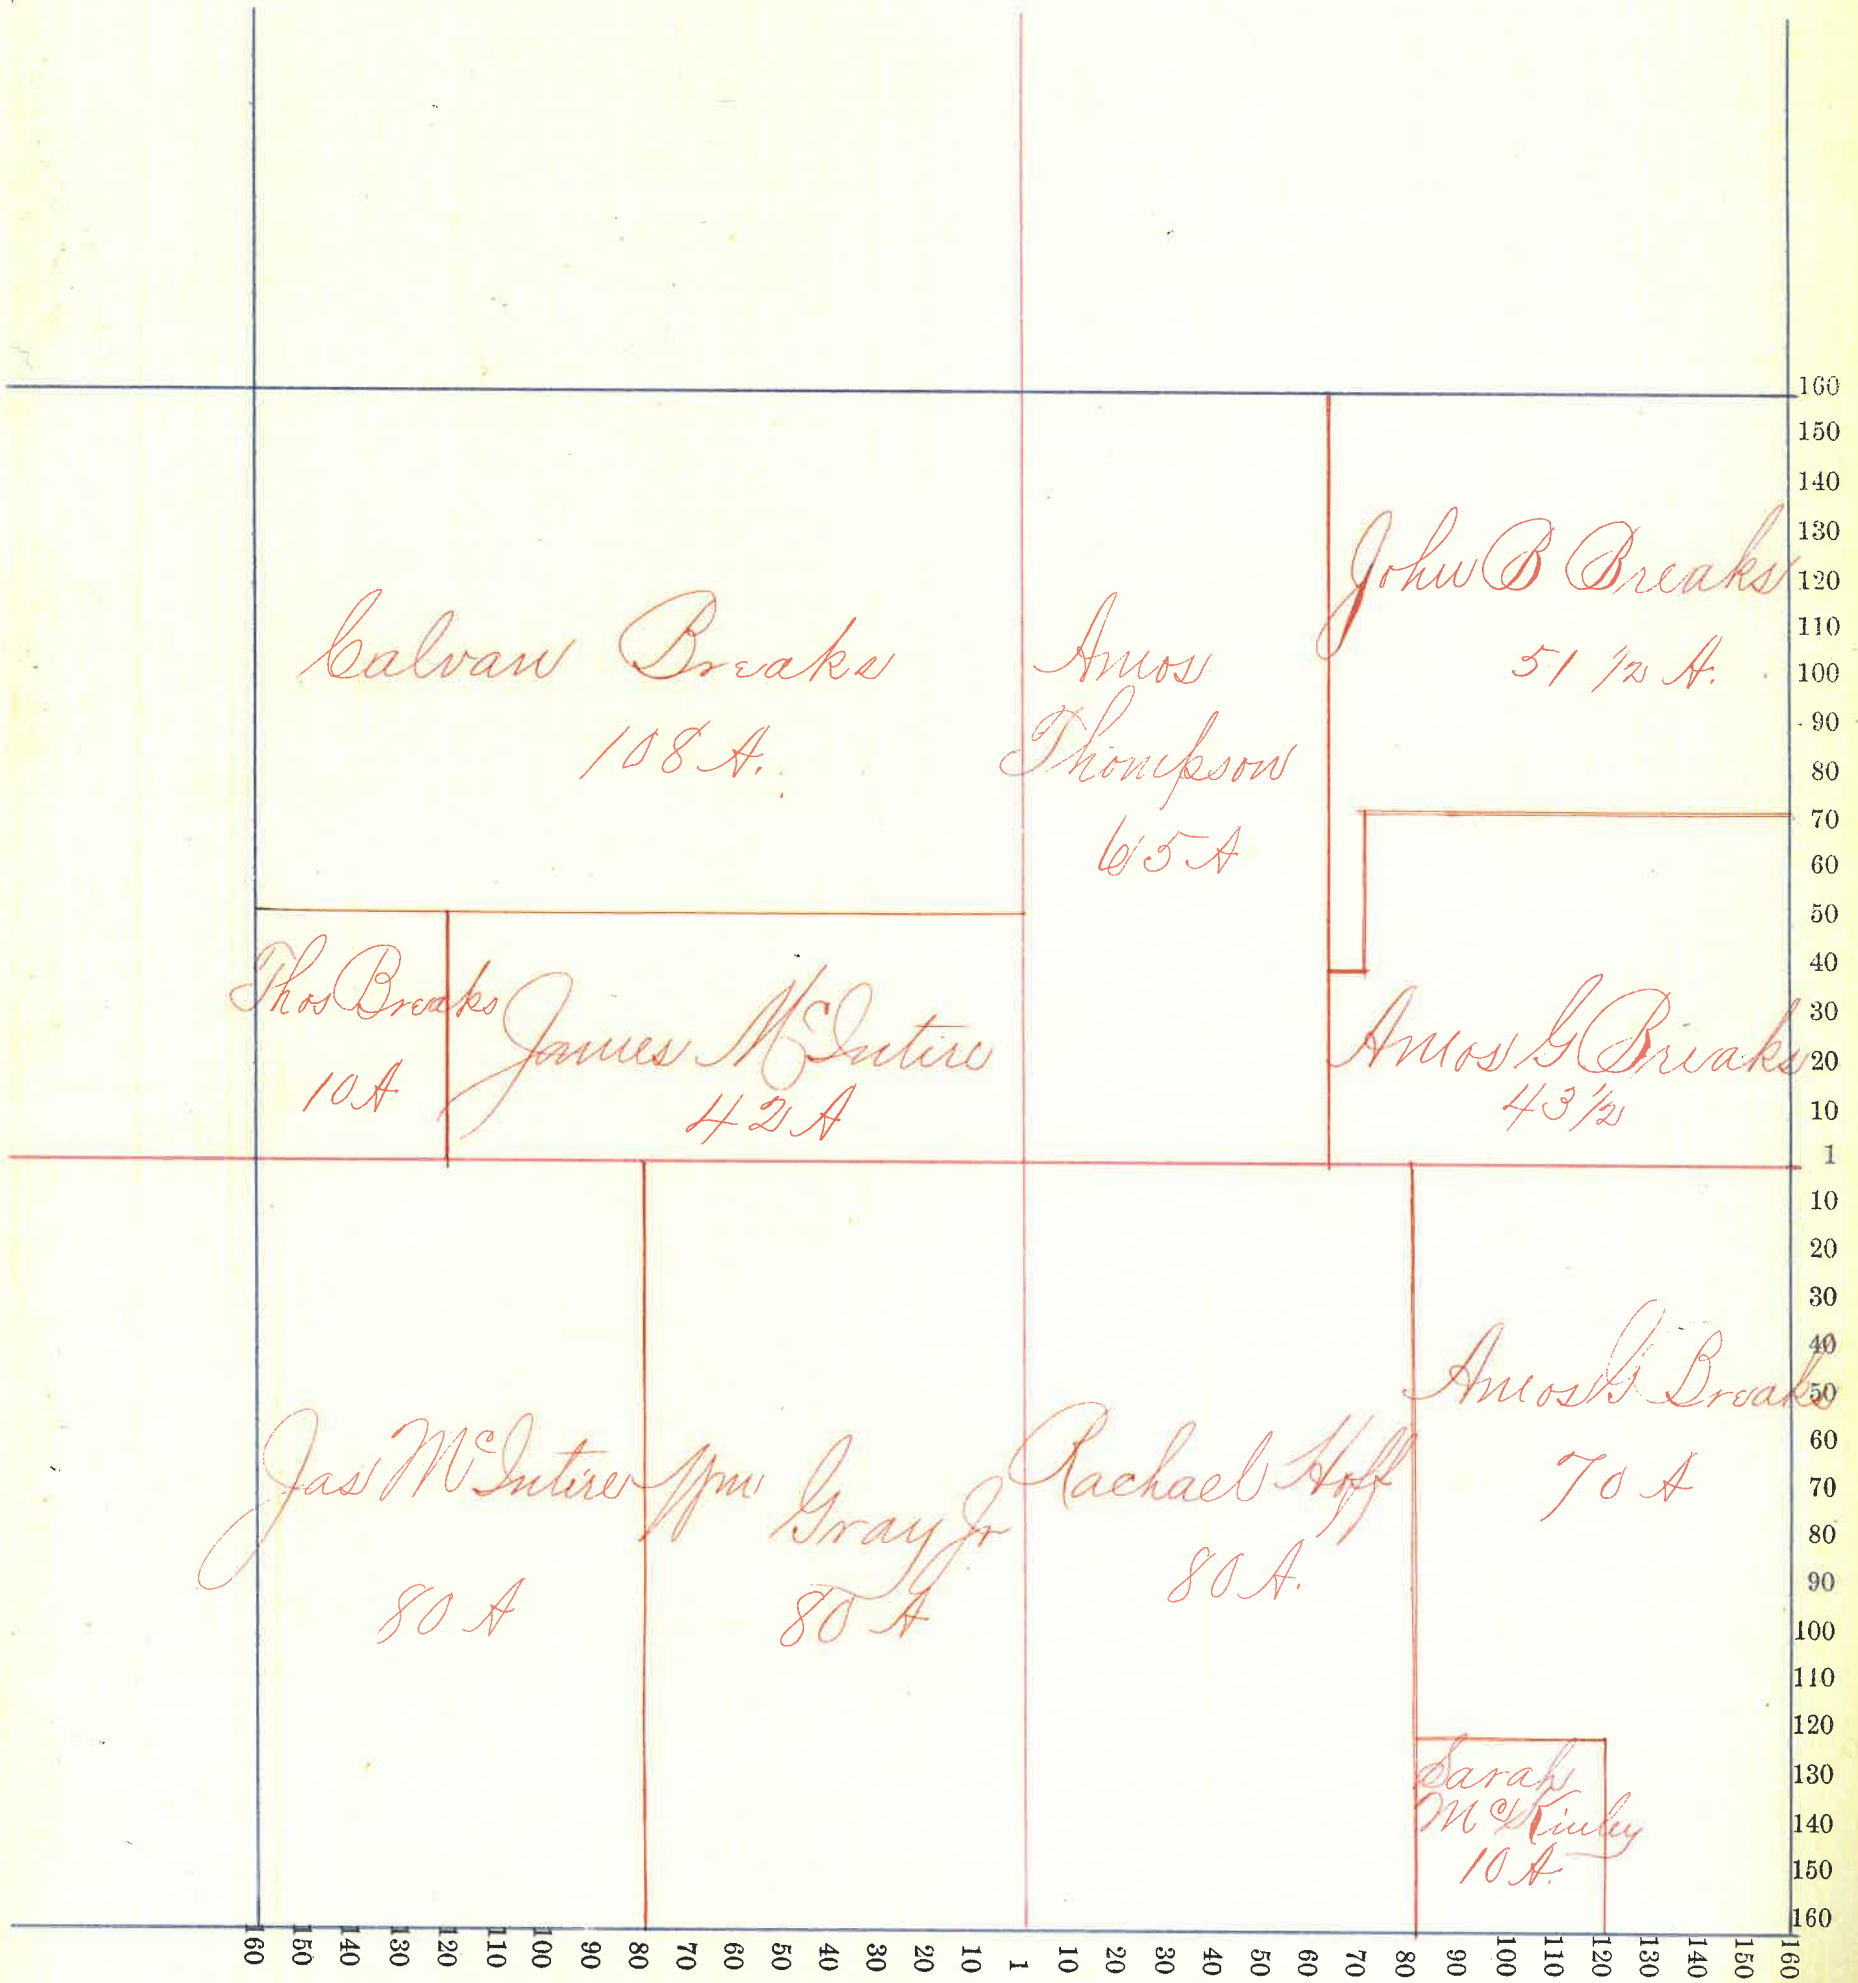 Calvan Breaks
108 A.
Amos
Thompson
65 A
John B Breaks
51 1/2 A.
Thos Breaks
10 A
James McIntire
42 A
Amos G Breaks
43 1/2
Jas McIntire
80 A
Wm Gray Jr
80 A
Rachael Hoff
80 A.
Amos G Breaks
70 A
Sarah
McKinley
10 A.
160
150
140
130
120
110
100
90
80
70
60
50
40
30
20
10
1
10
20
30
40
50
60
70
80
90
100
110
120
130
140
150
160
160 150 140 130 120 110 100 90 80 70 60 50 40 30 20 10 1 10 20 30 40 50 60 70 80 90 100 110 120 130 140 150 160